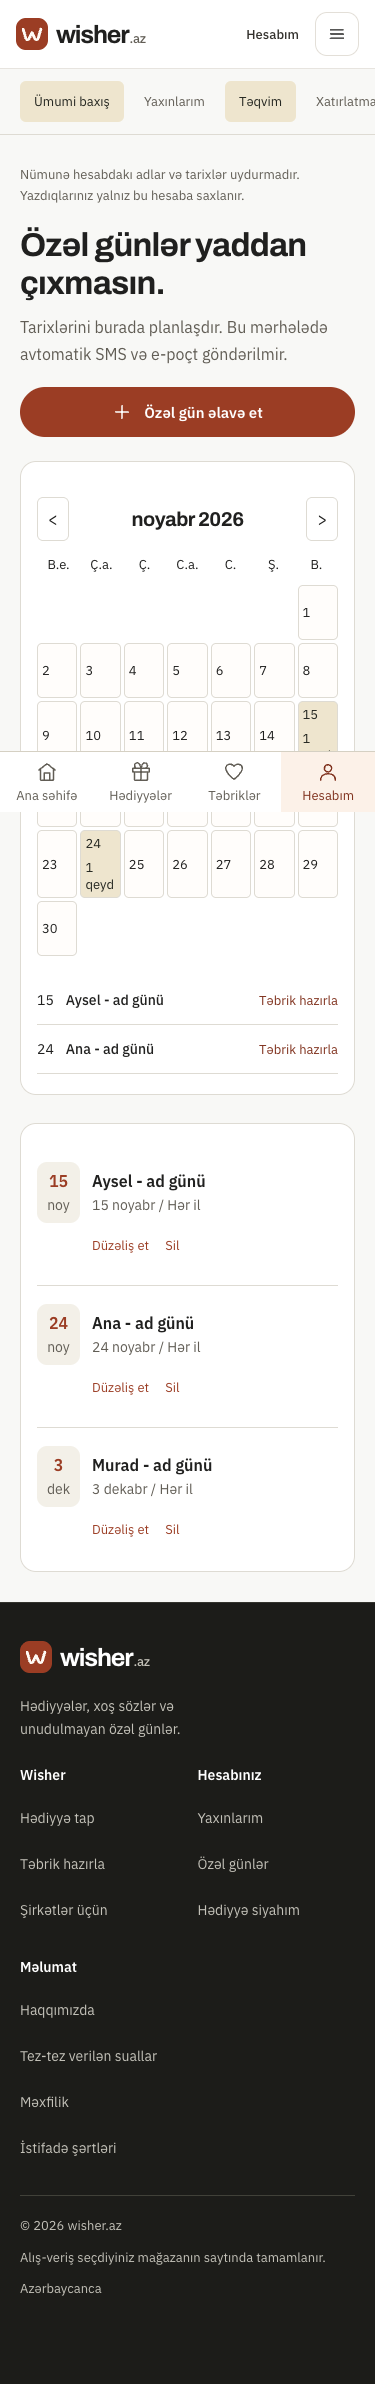 wisher.az
Hesabım
Ümumi baxış
Yaxınlarım
Təqvim
Xatırlatma
Nümunə hesabdakı adlar və tarixlər uydurmadır.
Yazdıqlarınız yalnız bu hesaba saxlanır.
Özəl günlər yaddan
çıxmasın.
Tarixlərini burada planlaşdır. Bu mərhələdə
avtomatik SMS və e-poçt göndərilmir.
Özəl gün əlavə et
< noyabr 2026 >
B.e. Ç.a. Ç. C.a. C. Ş. B.
1
2 3 4 5 6 7 8
9 10 11 12 13 14 15
1
Ana səhifə
Hədiyyələr
Təbriklər
Hesabım
23 24 25 26 27 28 29
1
qeyd
30
15 Aysel - ad günü Təbrik hazırla
24 Ana - ad günü Təbrik hazırla
15 Aysel - ad günü
noy 15 noyabr / Hər il
Düzəliş et Sil
24 Ana - ad günü
noy 24 noyabr / Hər il
Düzəliş et Sil
3 Murad - ad günü
dek 3 dekabr / Hər il
Düzəliş et Sil
wisher.az
Hədiyyələr, xoş sözlər və
unudulmayan özəl günlər.
Wisher
Hədiyyə tap
Təbrik hazırla
Şirkətlər üçün
Hesabınız
Yaxınlarım
Özəl günlər
Hədiyyə siyahım
Məlumat
Haqqımızda
Tez-tez verilən suallar
Məxfilik
İstifadə şərtləri
© 2026 wisher.az
Alış-veriş seçdiyiniz mağazanın saytında tamamlanır.
Azərbaycanca